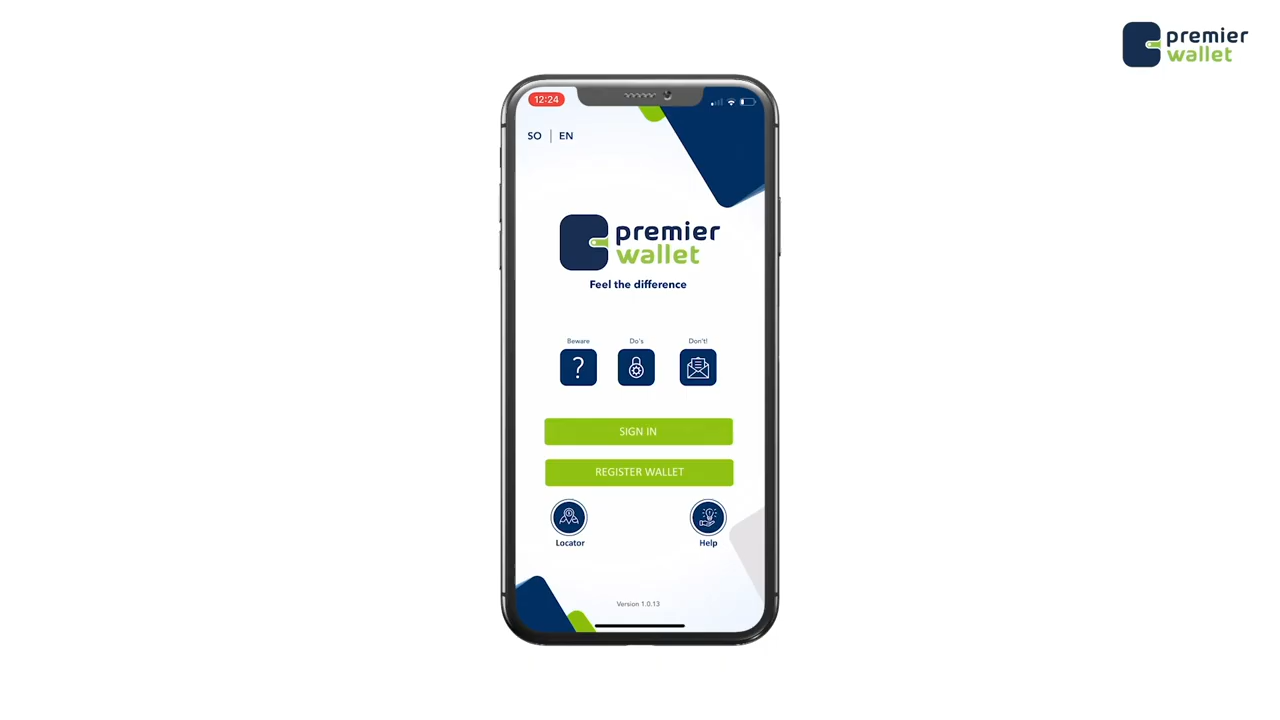 premier
wallet
12:24
SO | EN
premier
wallet
Feel the difference
Beware
Do's
Don't!
SIGN IN
REGISTER WALLET
Locator
Help
Version 1.0.13